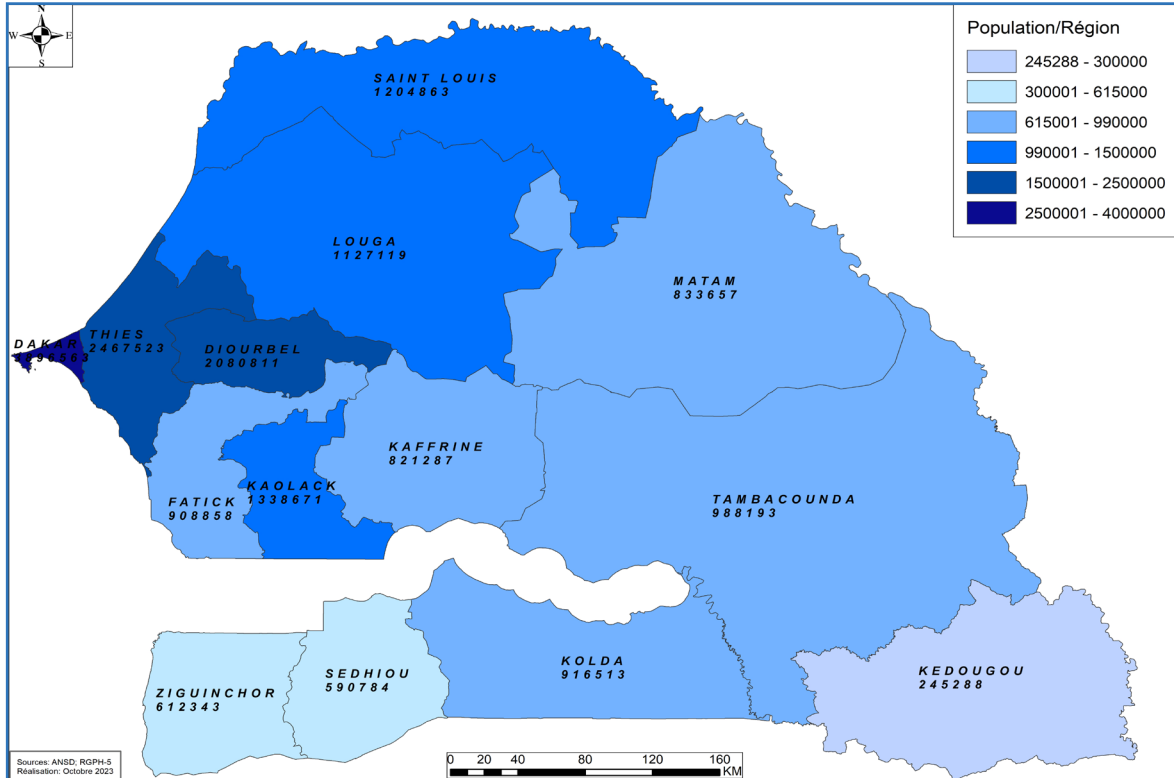 N
W
E
S
Population/Région
245288 - 300000
300001 - 615000
615001 - 990000
990001 - 1500000
1500001 - 2500000
2500001 - 4000000
SAINT LOUIS
1204863
LOUGA
1127119
MATAM
833657
DAKAR
THIES
2467523
DIOURBEL
2080811
KAFFRINE
821287
KAOLACK
1338671
FATICK
908858
TAMBACOUNDA
988193
KOLDA
916513
SEDHIOU
590784
ZIGUINCHOR
612343
KEDOUGOU
245288
Sources: ANSD; RGPH-5
Réalisation: Octobre 2023
0 20 40 80 120 160
KM